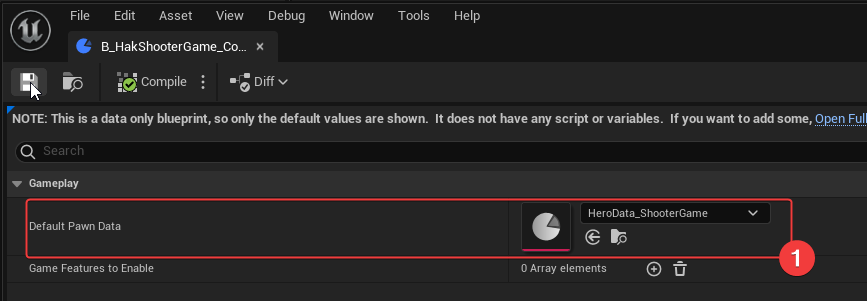 File Edit Asset View Debug Window Tools Help
B_HakShooterGame_Co...
Compile Diff
NOTE: This is a data only blueprint, so only the default values are shown. It does not have any script or variables. If you want to add some, Open Full
Search
Gameplay
Default Pawn Data
HeroData_ShooterGame
1
Game Features to Enable 0 Array elements